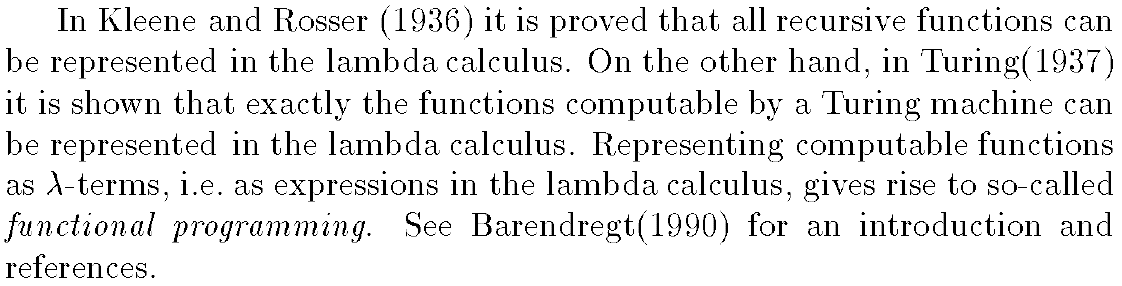 In Kleene and Rosser (1936) it is proved that all recursive functions can
be represented in the lambda calculus. On the other hand, in Turing(1937)
it is shown that exactly the functions computable by a Turing machine can
be represented in the lambda calculus. Representing computable functions
as λ-terms, i.e. as expressions in the lambda calculus, gives rise to so-called
functional programming. See Barendregt(1990) for an introduction and
references.